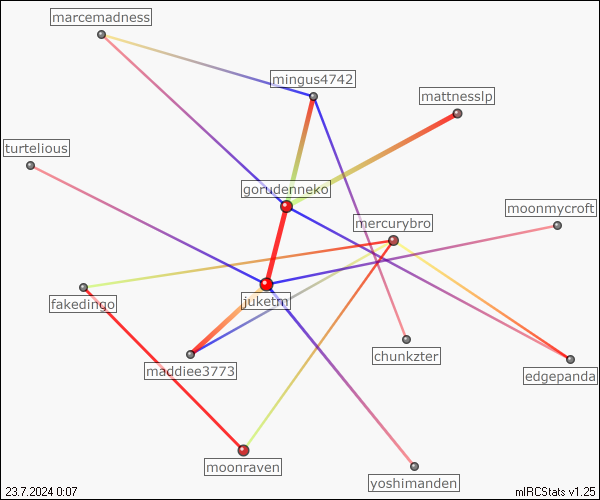 marcemadness
mingus4742
mattnesslp
turtelious
gorudenneko
moonmycroft
mercurybro
fakedingo
juketm
chunkzter
maddiee3773
edgepanda
moonraven
yoshimanden
23.7.2024 0:07
mIRCStats v1.25